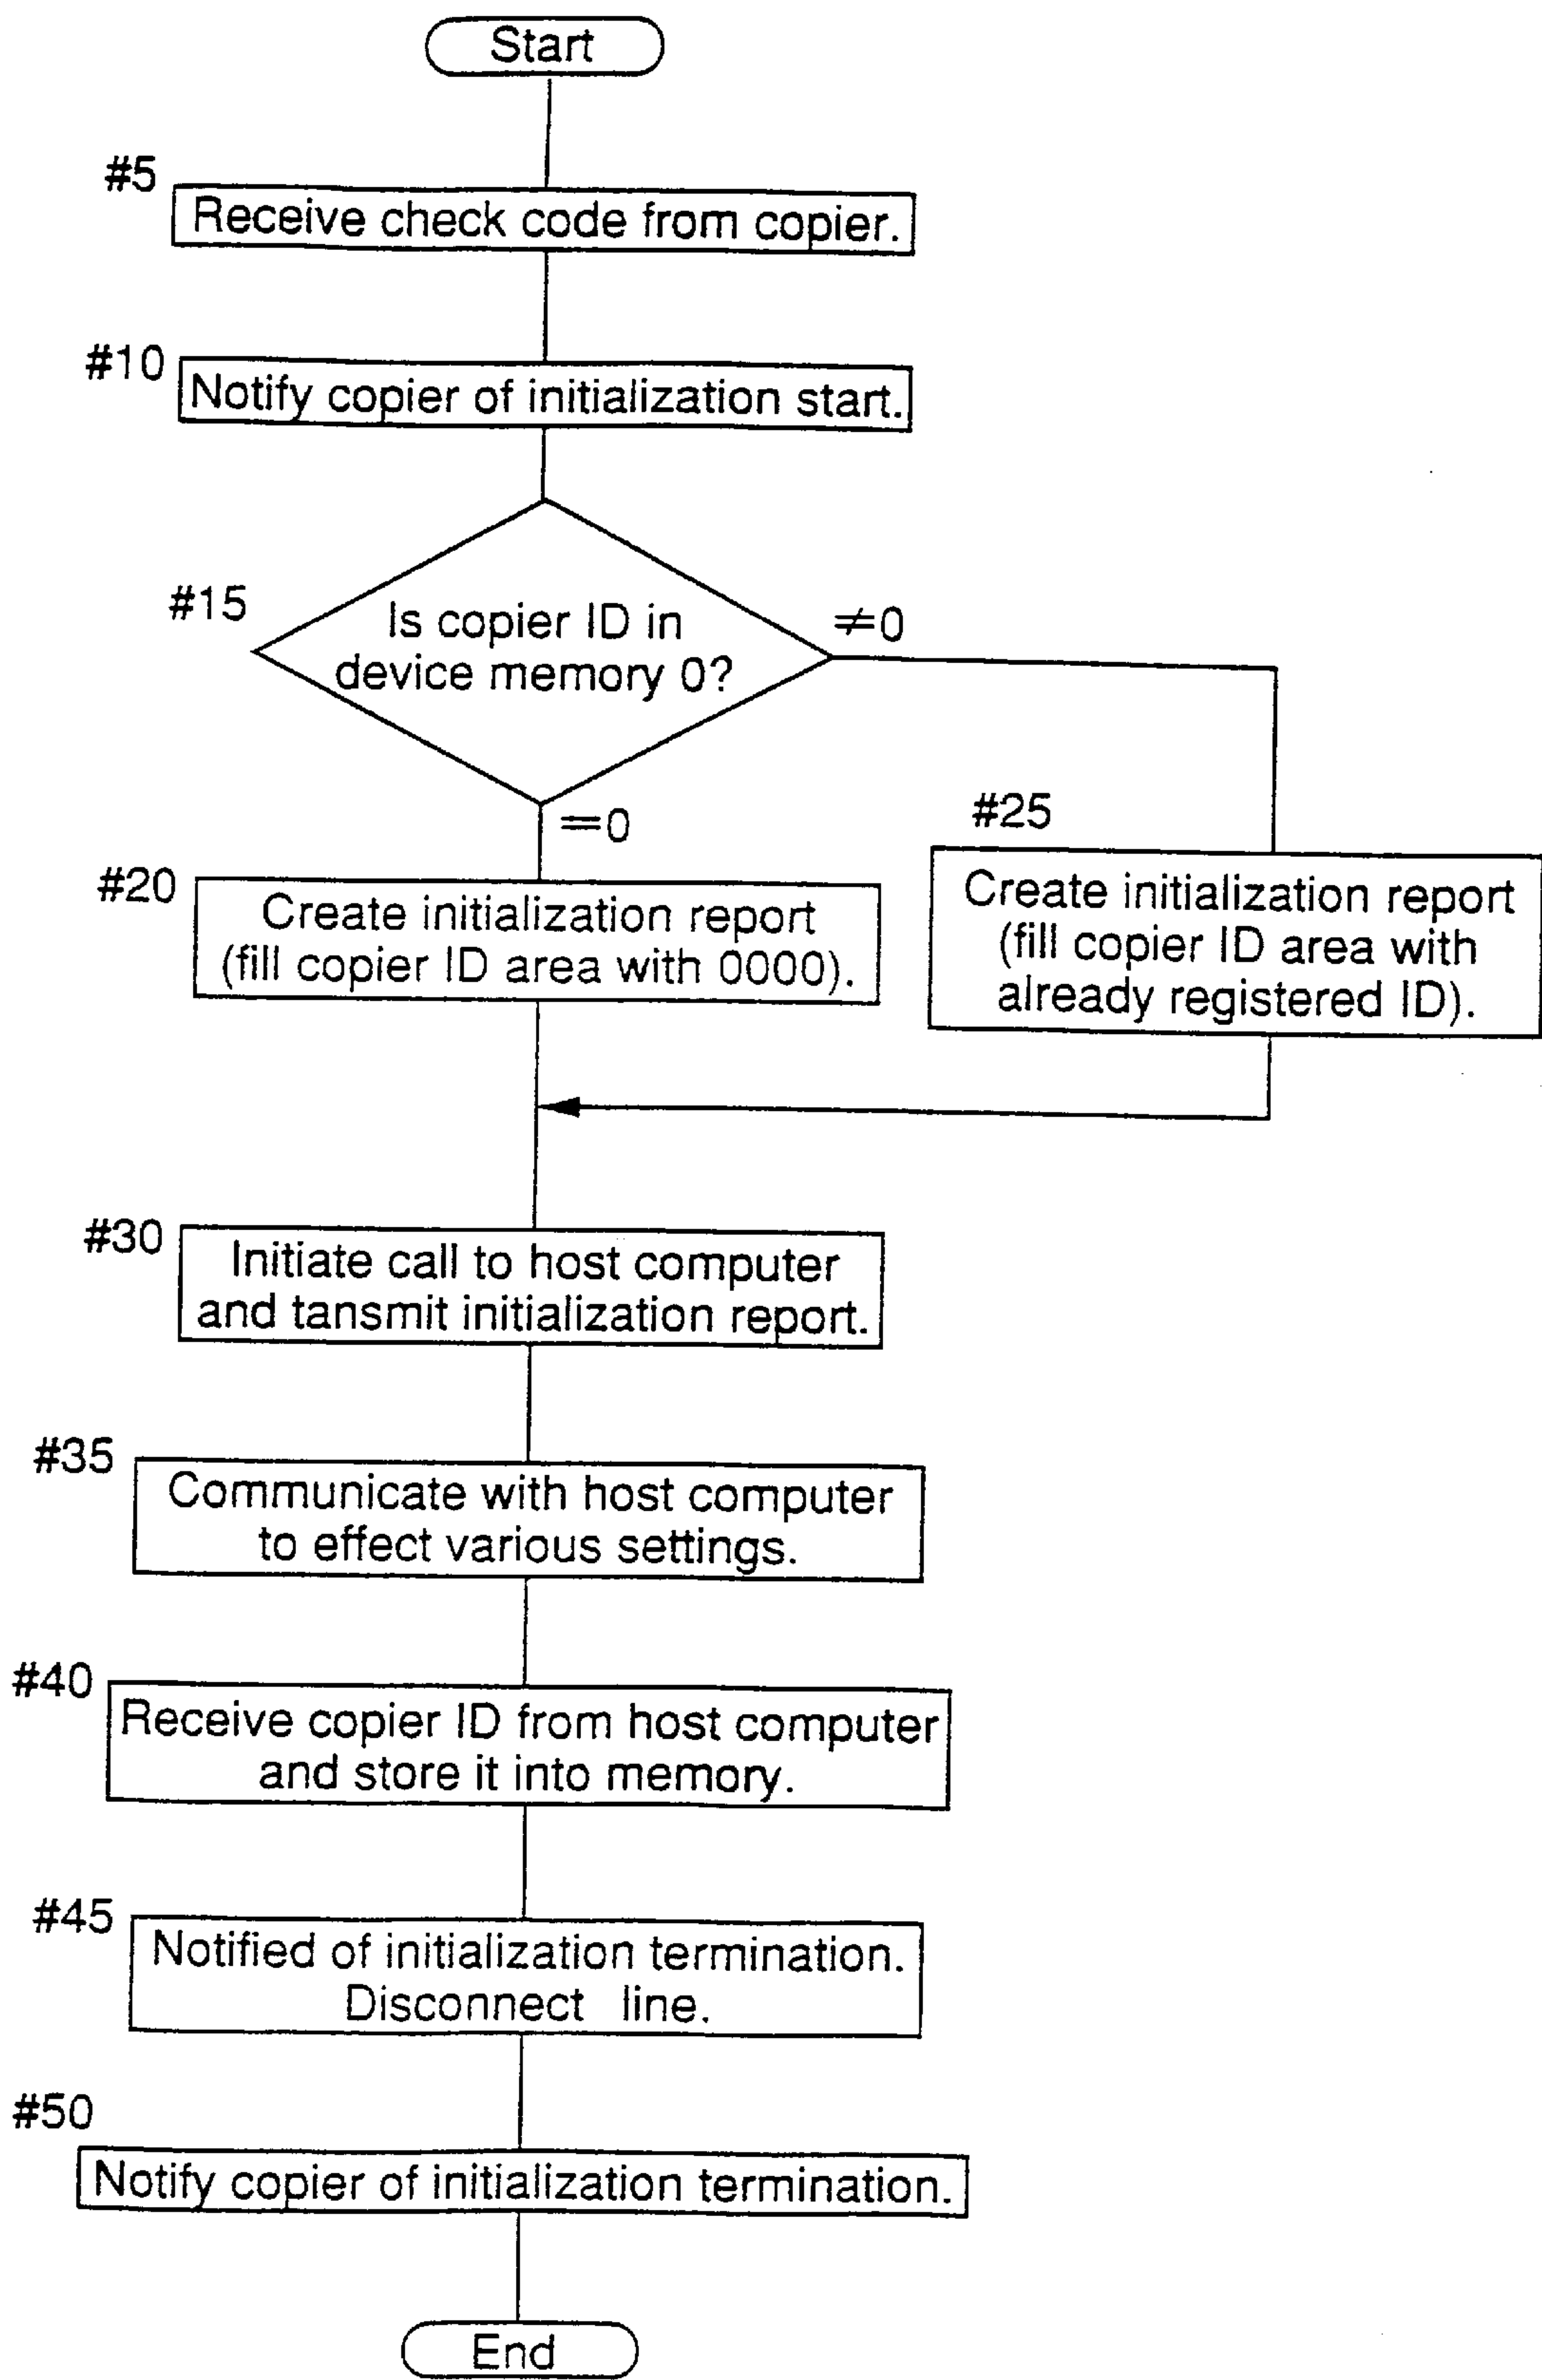 Start
#5
Receive check code from copier.
#10
Notify copier of initialization start.
#15
Is copier ID in
device memory 0?
≠0
=0
#20
Create initialization report
(fill copier ID area with 0000).
#25
Create initialization report
(fill copier ID area with
already registered ID).
#30
Initiate call to host computer
and tansmit initialization report.
#35
Communicate with host computer
to effect various settings.
#40
Receive copier ID from host computer
and store it into memory.
#45
Notified of initialization termination.
Disconnect line.
#50
Notify copier of initialization termination.
End